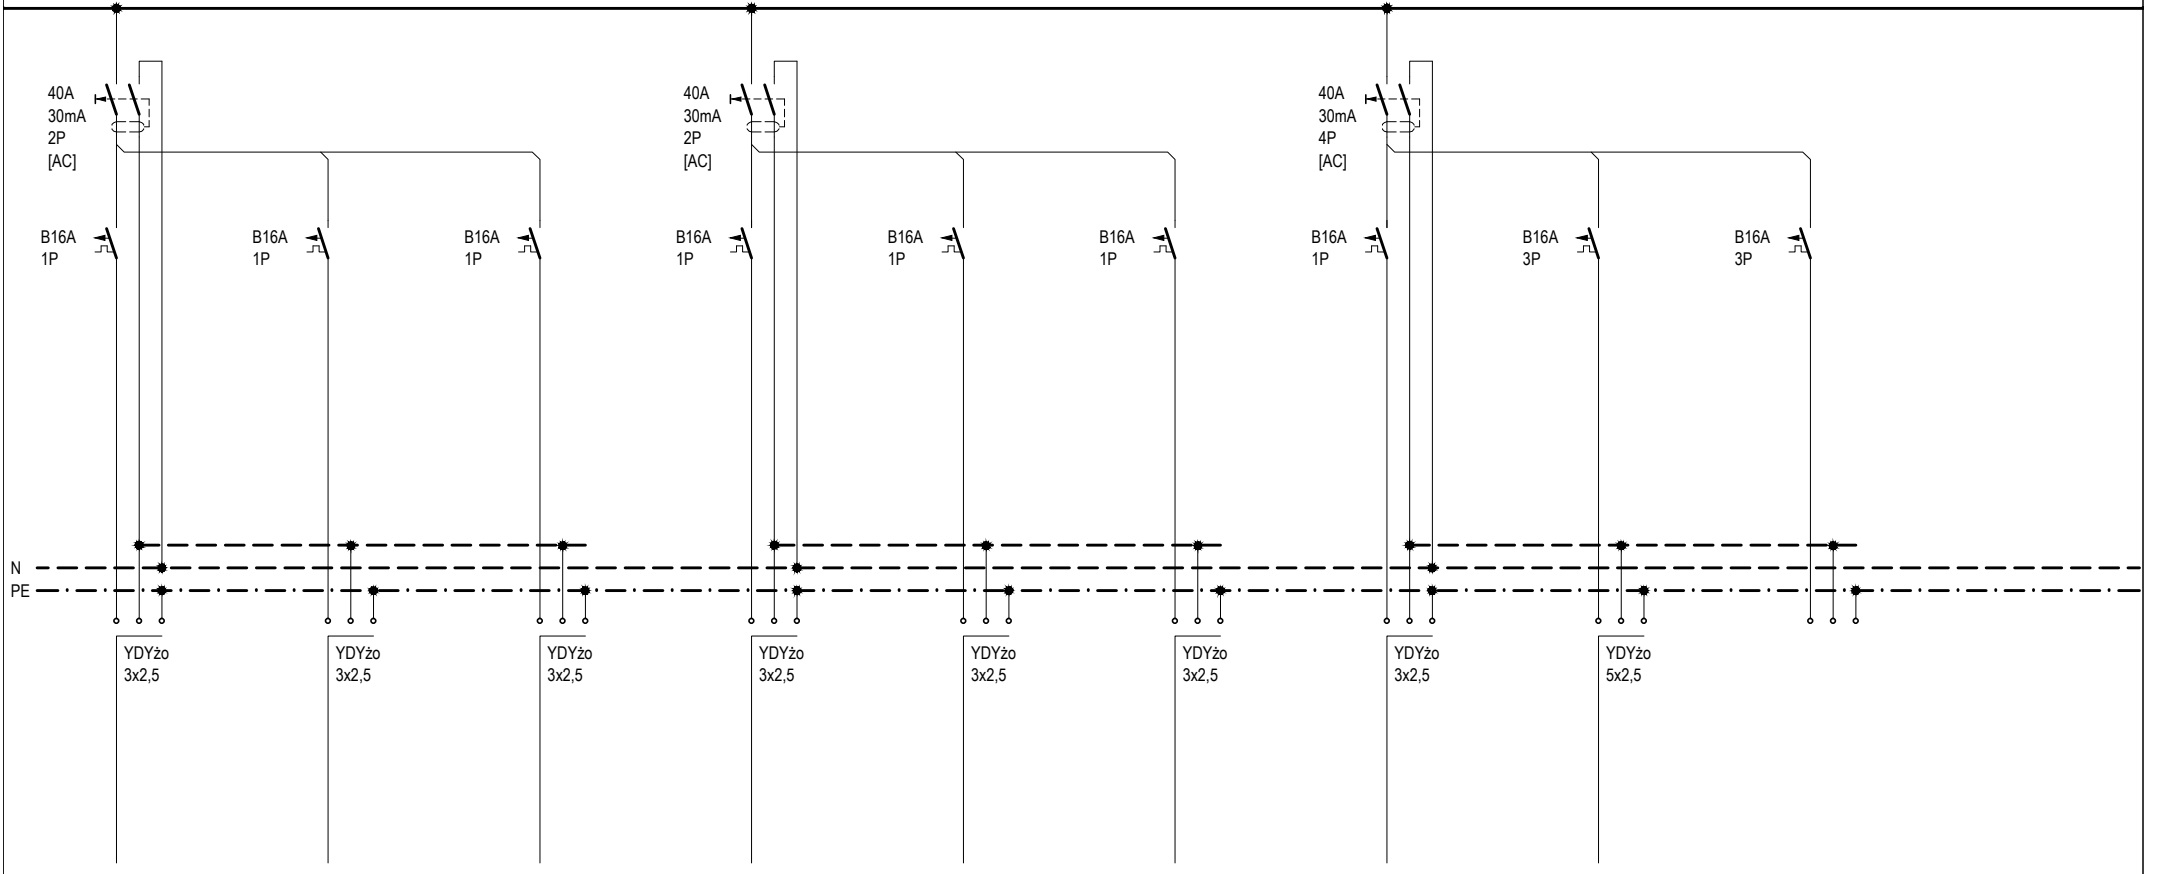 40A
30mA
2P
[AC]
40A
30mA
2P
[AC]
40A
30mA
4P
[AC]
B16A
1P
B16A
1P
B16A
1P
B16A
1P
B16A
1P
B16A
1P
B16A
1P
B16A
3P
B16A
3P
N
PE
YDYżo
3x2,5
YDYżo
3x2,5
YDYżo
3x2,5
YDYżo
3x2,5
YDYżo
3x2,5
YDYżo
3x2,5
YDYżo
3x2,5
YDYżo
5x2,5